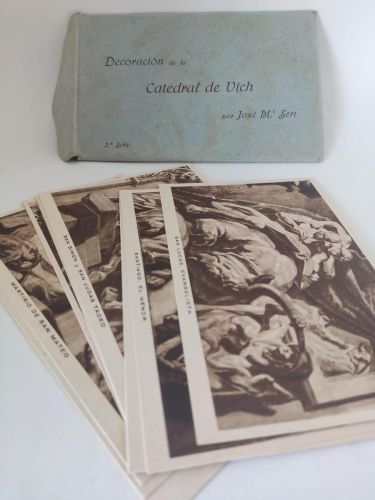 Decoración de la
Catedral de Vich
por José Mª Sert
2ª Serie
MARTIRIO DE SAN MATEO
SAN SIMÓN Y SAN JUDAS TADEO
SANTIAGO, EL MENOR
SAN LUCAS, EVANGELISTA